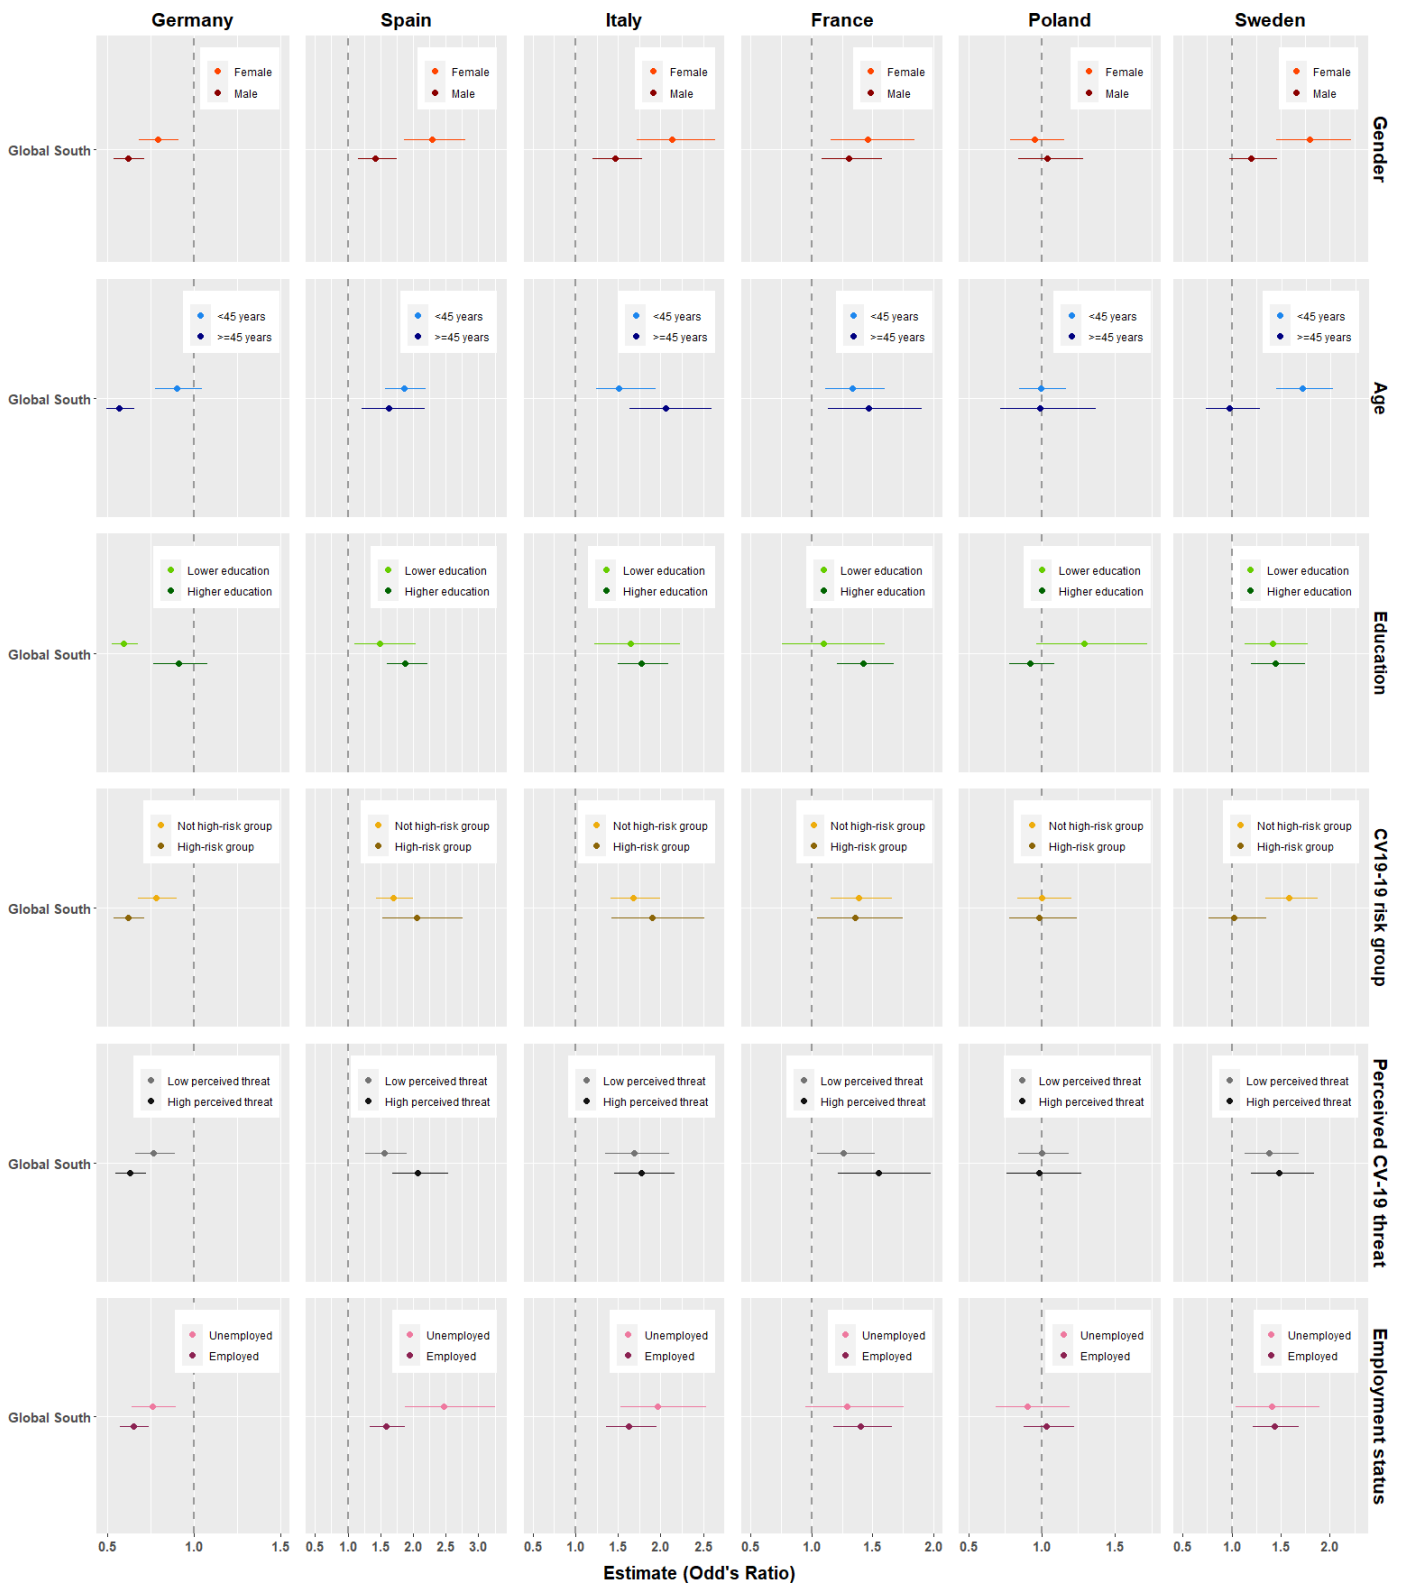 Germany Spain Italy France Poland Sweden
Female Female Female Female Female Female
Male Male Male Male Male Male
Global South
Gender
<45 years <45 years <45 years <45 years <45 years <45 years
>=45 years >=45 years >=45 years >=45 years >=45 years >=45 years
Global South
Age
Lower education Lower education Lower education Lower education Lower education Lower education
Higher education Higher education Higher education Higher education Higher education Higher education
Global South
Education
Not high-risk group Not high-risk group Not high-risk group Not high-risk group Not high-risk group Not high-risk group
High-risk group High-risk group High-risk group High-risk group High-risk group High-risk group
Global South
CV19-19 risk group
Low perceived threat Low perceived threat Low perceived threat Low perceived threat Low perceived threat Low perceived threat
High perceived threat High perceived threat High perceived threat High perceived threat High perceived threat High perceived threat
Global South
Perceived CV-19 threat
Unemployed Unemployed Unemployed Unemployed Unemployed Unemployed
Employed Employed Employed Employed Employed Employed
Global South
Employment status
0.5 1.0 1.5 0.5 1.0 1.5 2.0 2.5 3.0 0.5 1.0 1.5 2.0 2.5 0.5 1.0 1.5 2.0 0.5 1.0 1.5 0.5 1.0 1.5 2.0
Estimate (Odd's Ratio)